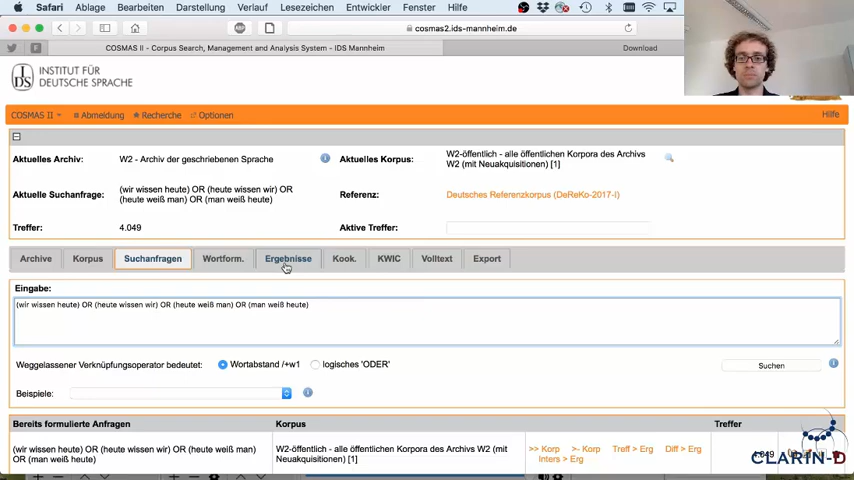 Safari Ablage Bearbeiten Darstellung Verlauf Lesezeichen Entwickler Fenster Hilfe
cosmas2.ids-mannheim.de
COSMAS II - Corpus Search, Management and Analysis System - IDS Mannheim
Download
INSTITUT FÜR
DEUTSCHE SPRACHE
COSMAS II Abmeldung Recherche Optionen Hilfe
Aktuelles Archiv: W2 - Archiv der geschriebenen Sprache
Aktuelles Korpus: W2-öffentlich - alle öffentlichen Korpora des Archivs
W2 (mit Neuakquisitionen) [1]
Aktuelle Suchanfrage: (wir wissen heute) OR (heute wissen wir) OR
(heute weiß man) OR (man weiß heute)
Referenz: Deutsches Referenzkorpus (DeReKo-2017-I)
Treffer: 4.049
Aktive Treffer:
Archive Korpus Suchanfragen Wortform. Ergebnisse Kook. KWIC Volltext Export
Eingabe:
(wir wissen heute) OR (heute wissen wir) OR (heute weiß man) OR (man weiß heute)
Weggelassener Verknüpfungsoperator bedeutet: Wortabstand /+w1 logisches 'ODER'
Suchen
Beispiele:
Bereits formulierte Anfragen Korpus Treffer
(wir wissen heute) OR (heute wissen wir) OR (heute weiß man) OR
(man weiß heute)
W2-öffentlich - alle öffentlichen Korpora des Archivs W2 (mit
Neuakquisitionen) [1]
>> Korp >- Korp Treff > Erg Diff > Erg
Inters > Erg
4.049
CLARIN-D